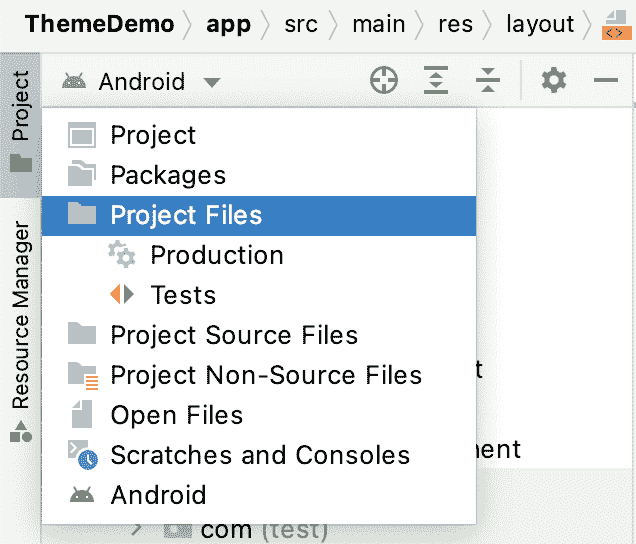 ThemeDemo app src main res layout
Project
Android
Project
Packages
Project Files
Production
Tests
Project Source Files
Project Non-Source Files
Open Files
Scratches and Consoles
Android
com (test)
Resource Manager